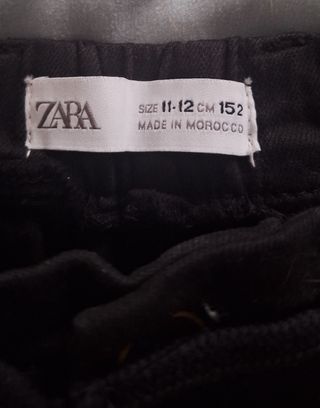 ZARA
SIZE 11-12 CM 152
MADE IN MOROCCO